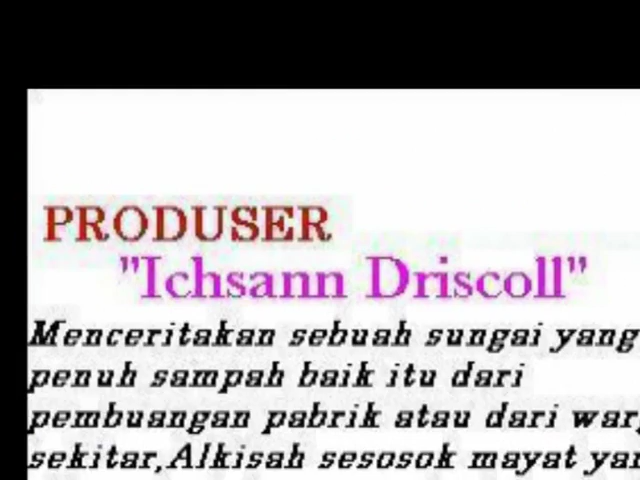 PRODUSER
"Ichsann Driscoll"
Menceritakan sebuah sungai yang
penuh sampah baik itu dari
pembuangan pabrik atau dari
sekitar,Alkisah sesosok mayat